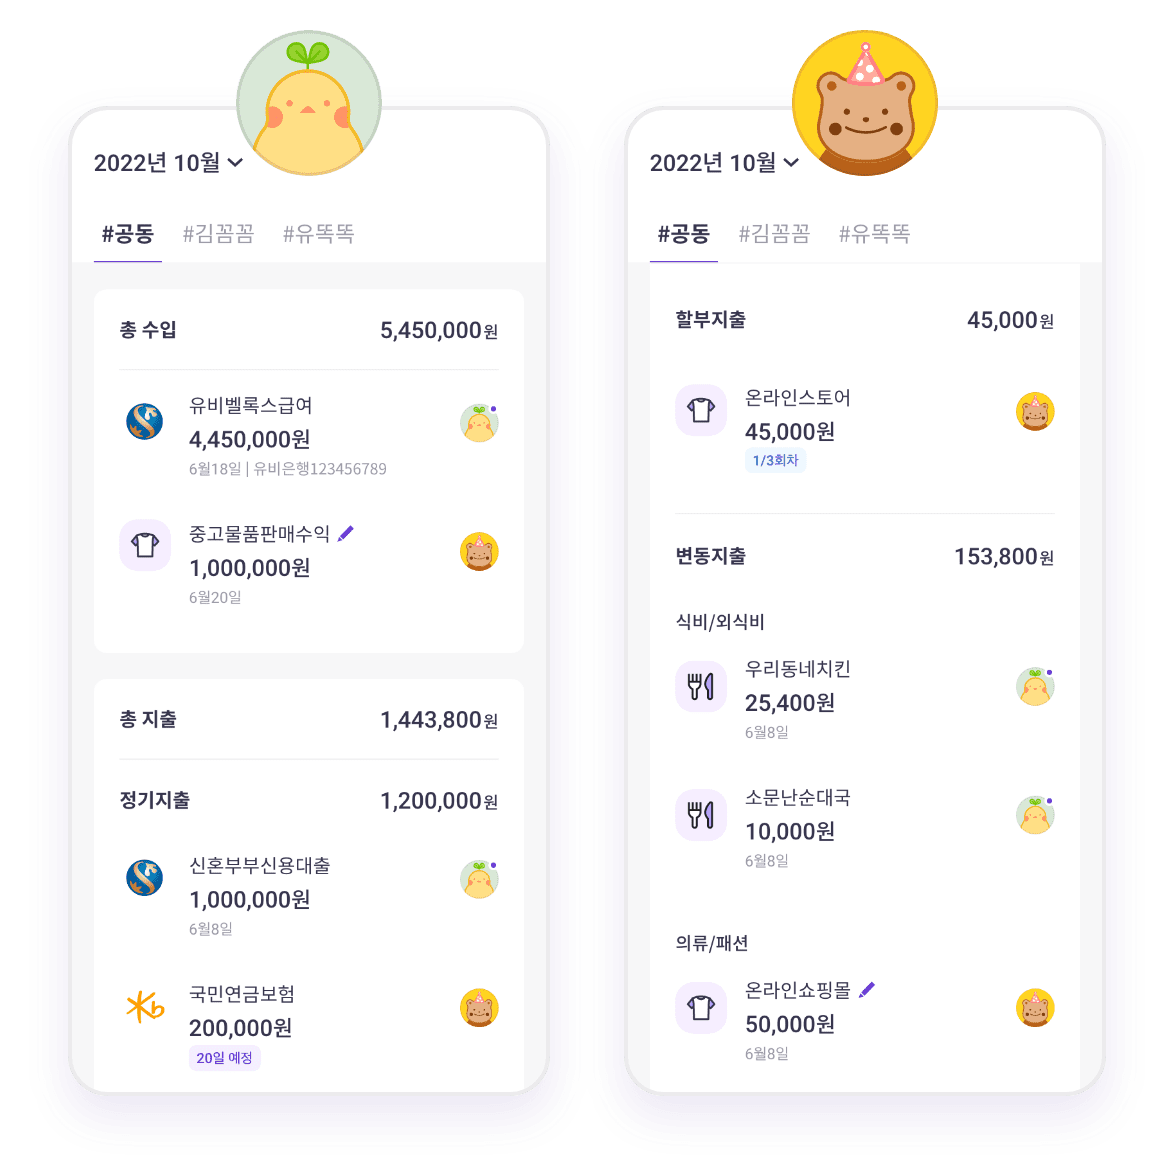 2022년 10월
#공동 #김꼼꼼 #유똑똑
총 수입 5,450,000원
유비벨록스급여
4,450,000원
6월18일 | 유비은행123456789
중고물품판매수익
1,000,000원
6월20일
총 지출 1,443,800원
정기지출 1,200,000원
신혼부부신용대출
1,000,000원
6월8일
국민연금보험
200,000원
20일 예정
2022년 10월
#공동 #김꼼꼼 #유똑똑
할부지출 45,000원
온라인스토어
45,000원
1/3회차
변동지출 153,800원
식비/외식비
우리동네치킨
25,400원
6월8일
소문난순대국
10,000원
6월8일
의류/패션
온라인쇼핑몰
50,000원
6월8일